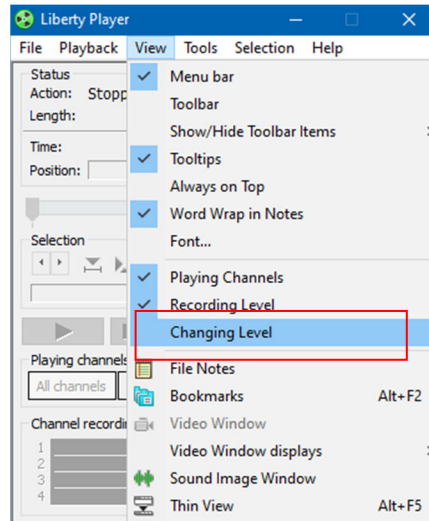 Liberty Player
File Playback View Tools Selection Help
Status
Action: Stopp
Length:
Time:
Position:
Selection
Playing channels
All channels
Channel recordi
1
2
3
4
Menu bar
Toolbar
Show/Hide Toolbar Items
Tooltips
Always on Top
Word Wrap in Notes
Font...
Playing Channels
Recording Level
Changing Level
File Notes
Bookmarks Alt+F2
Video Window
Video Window displays
Sound Image Window
Thin View Alt+F5